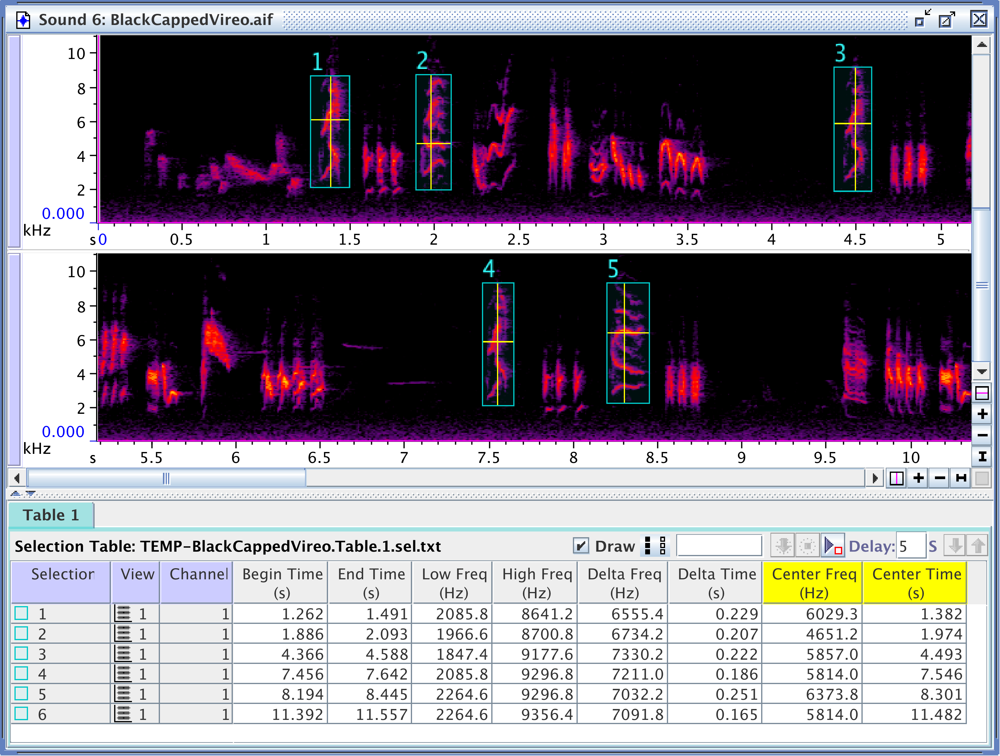 Sound 6: BlackCappedVireo.aif
10
8
6
4
2
0.000
kHz
1 2 3
s 0 0.5 1 1.5 2 2.5 3 3.5 4 4.5 5
10
8
6
4
2
0.000
kHz
4 5
s 5.5 6 6.5 7 7.5 8 8.5 9 9.5 10
Table 1
Selection Table: TEMP-BlackCappedVireo.Table.1.sel.txt Draw Delay: 5 S
Selection View Channel Begin Time (s) End Time (s) Low Freq (Hz) High Freq (Hz) Delta Freq (Hz) Delta Time (s) Center Freq (Hz) Center Time (s)
1 1 1 1.262 1.491 2085.8 8641.2 6555.4 0.229 6029.3 1.382
2 1 1 1.886 2.093 1966.6 8700.8 6734.2 0.207 4651.2 1.974
3 1 1 4.366 4.588 1847.4 9177.6 7330.2 0.222 5857.0 4.493
4 1 1 7.456 7.642 2085.8 9296.8 7211.0 0.186 5814.0 7.546
5 1 1 8.194 8.445 2264.6 9296.8 7032.2 0.251 6373.8 8.301
6 1 1 11.392 11.557 2264.6 9356.4 7091.8 0.165 5814.0 11.482